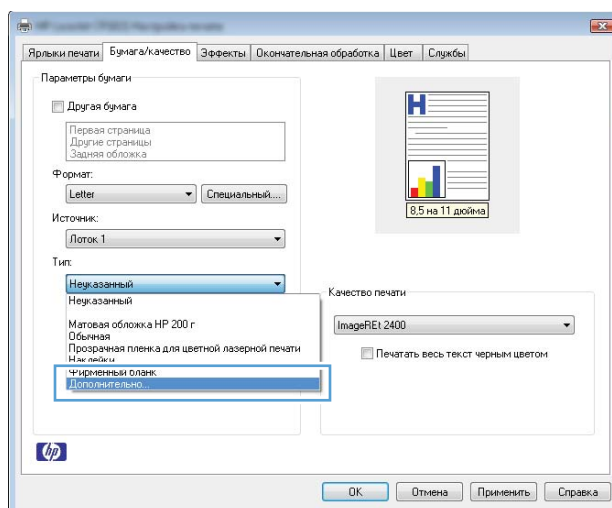 Ярлыки печати Бумага/качество Эффекты Окончательная обработка Цвет Службы
Параметры бумаги
Другая бумага
Первая страница
Другие страницы
Задняя обложка
Формат:
Letter Специальный....
Источник:
Лоток 1
Тип:
Неуказанный
Неуказанный
Матовая обложка HP 200 г
Обычная
Прозрачная пленка для цветной лазерной печати
Наклейки
Фирменный бланк
Дополнительно...
H
8,5 на 11 дюйма
Качество печати
ImageREt 2400
Печатать весь текст черным цветом
hp
OK Отмена Применить Справка